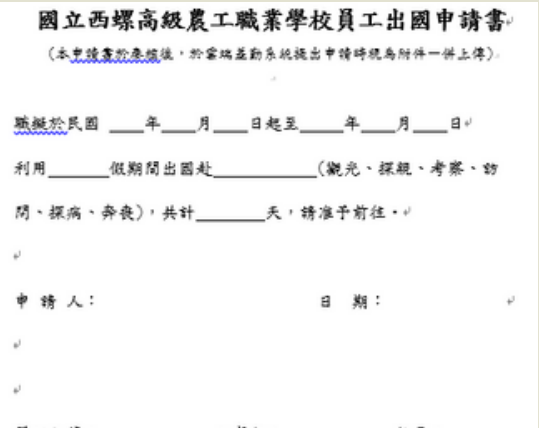 國立西螺高級農工職業學校員工出國申請書
(本申請書於奉核後，於雲端差勤系統提出申請時視為附件一併上傳)
職擬於民國 ____年____月____日起至_____年____月____日
利用_______假期間出國赴____________(觀光、探親、考察、訪
問、探病、奔喪)，共計________天，請准予前往。
申 請 人： 日 期：